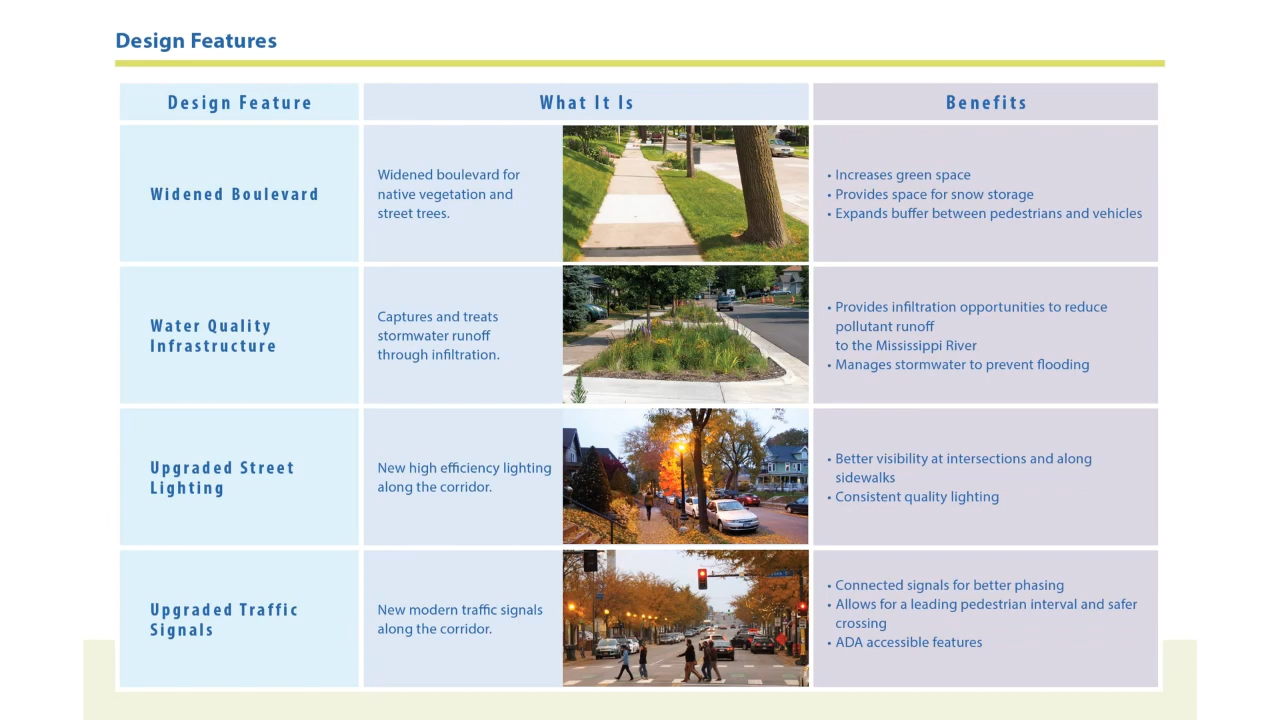 Design Features
Design Feature
What It Is
Benefits
Widened Boulevard
Widened boulevard for
native vegetation and
street trees.
• Increases green space
• Provides space for snow storage
• Expands buffer between pedestrians and vehicles
Water Quality
Infrastructure
Captures and treats
stormwater runoff
through infiltration.
• Provides infiltration opportunities to reduce
pollutant runoff
to the Mississippi River
• Manages stormwater to prevent flooding
Upgraded Street
Lighting
New high efficiency lighting
along the corridor.
• Better visibility at intersections and along
sidewalks
• Consistent quality lighting
Upgraded Traffic
Signals
New modern traffic signals
along the corridor.
• Connected signals for better phasing
• Allows for a leading pedestrian interval and safer
crossing
• ADA accessible features